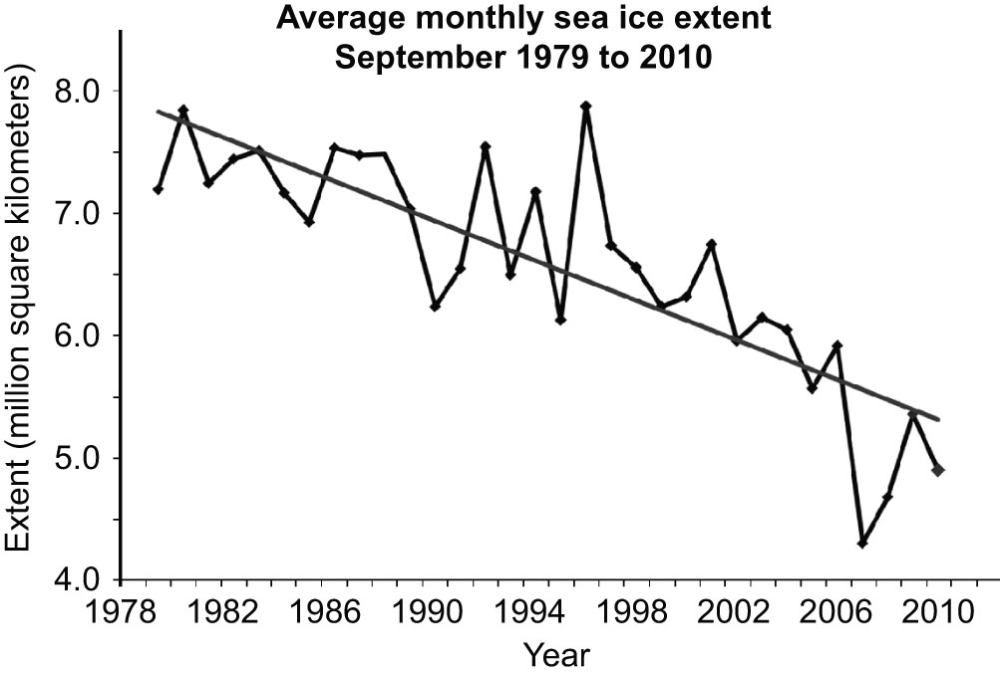 Average monthly sea ice extent
September 1979 to 2010
Extent (million square kilometers)
8.0
7.0
6.0
5.0
4.0
1978 1982 1986 1990 1994 1998 2002 2006 2010
Year